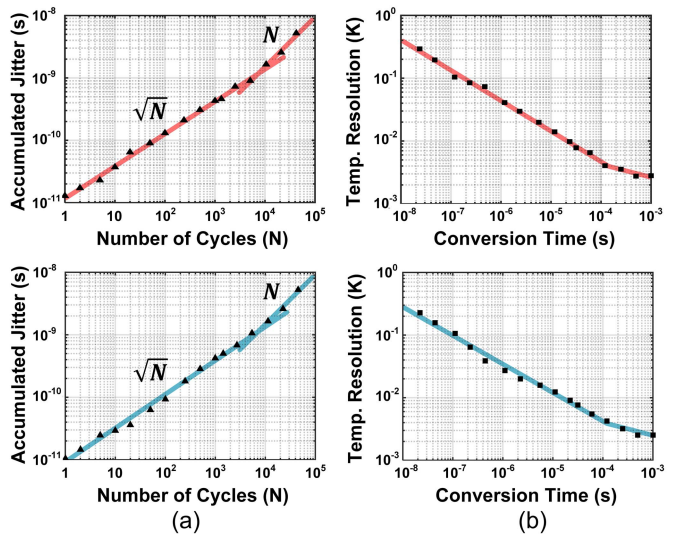 Accumulated Jitter (s)
10⁻⁸
10⁻⁹
10⁻¹⁰
10⁻¹¹
√N
N
1
10
10²
10³
10⁴
10⁵
Number of Cycles (N)
Temp. Resolution (K)
10⁰
10⁻¹
10⁻²
10⁻³
10⁻⁸
10⁻⁷
10⁻⁶
10⁻⁵
10⁻⁴
10⁻³
Conversion Time (s)
Accumulated Jitter (s)
10⁻⁸
10⁻⁹
10⁻¹⁰
10⁻¹¹
√N
N
1
10
10²
10³
10⁴
10⁵
Number of Cycles (N)
(a)
Temp. Resolution (K)
10⁰
10⁻¹
10⁻²
10⁻³
10⁻⁸
10⁻⁷
10⁻⁶
10⁻⁵
10⁻⁴
10⁻³
Conversion Time (s)
(b)